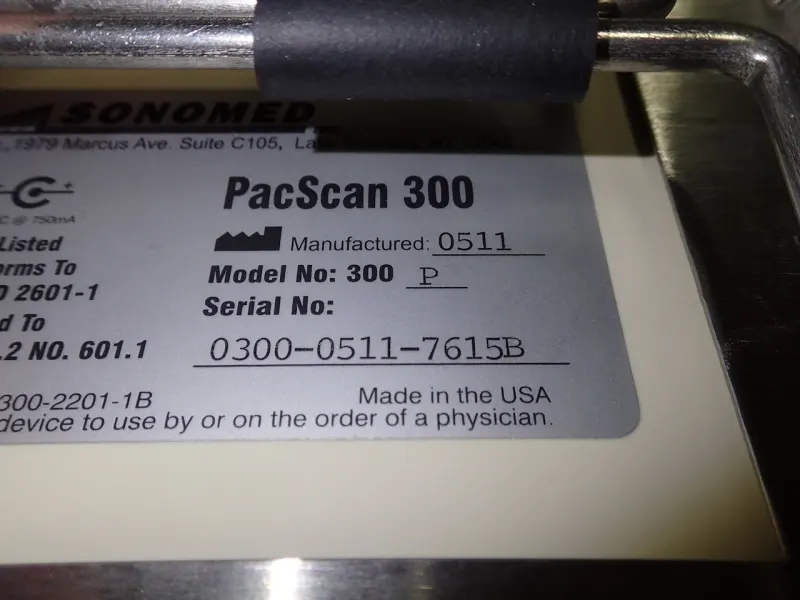 SONOMED
1979 Marcus Ave. Suite C105,
PacScan 300
C @ 750mA
Manufactured: 0511
Listed
Model No: 300 P
To
Serial No:
2601-1
To
.2 NO. 601.1
0300-0511-7615B
300-2201-1B
Made in the USA
device to use by or on the order of a physician.